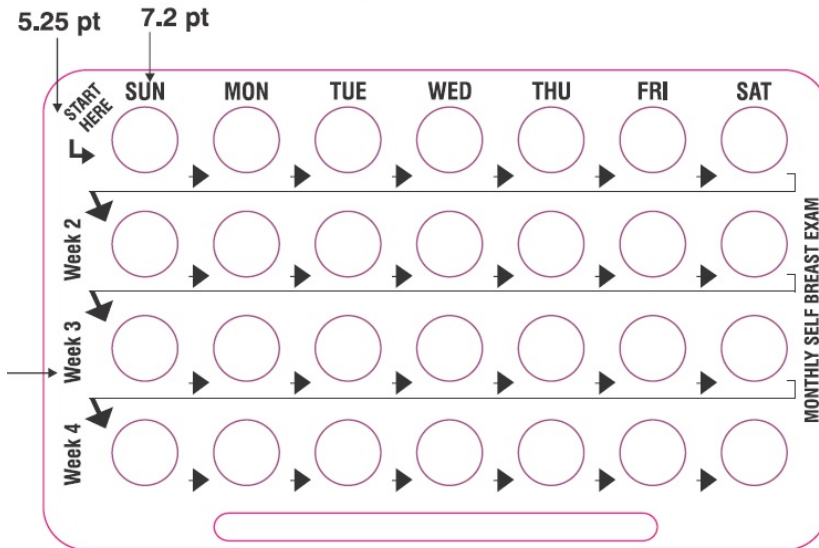 5.25 pt
7.2 pt
START
HERE
SUN MON TUE WED THU FRI SAT
Week 2
Week 3
Week 4
MONTHLY SELF BREAST EXAM